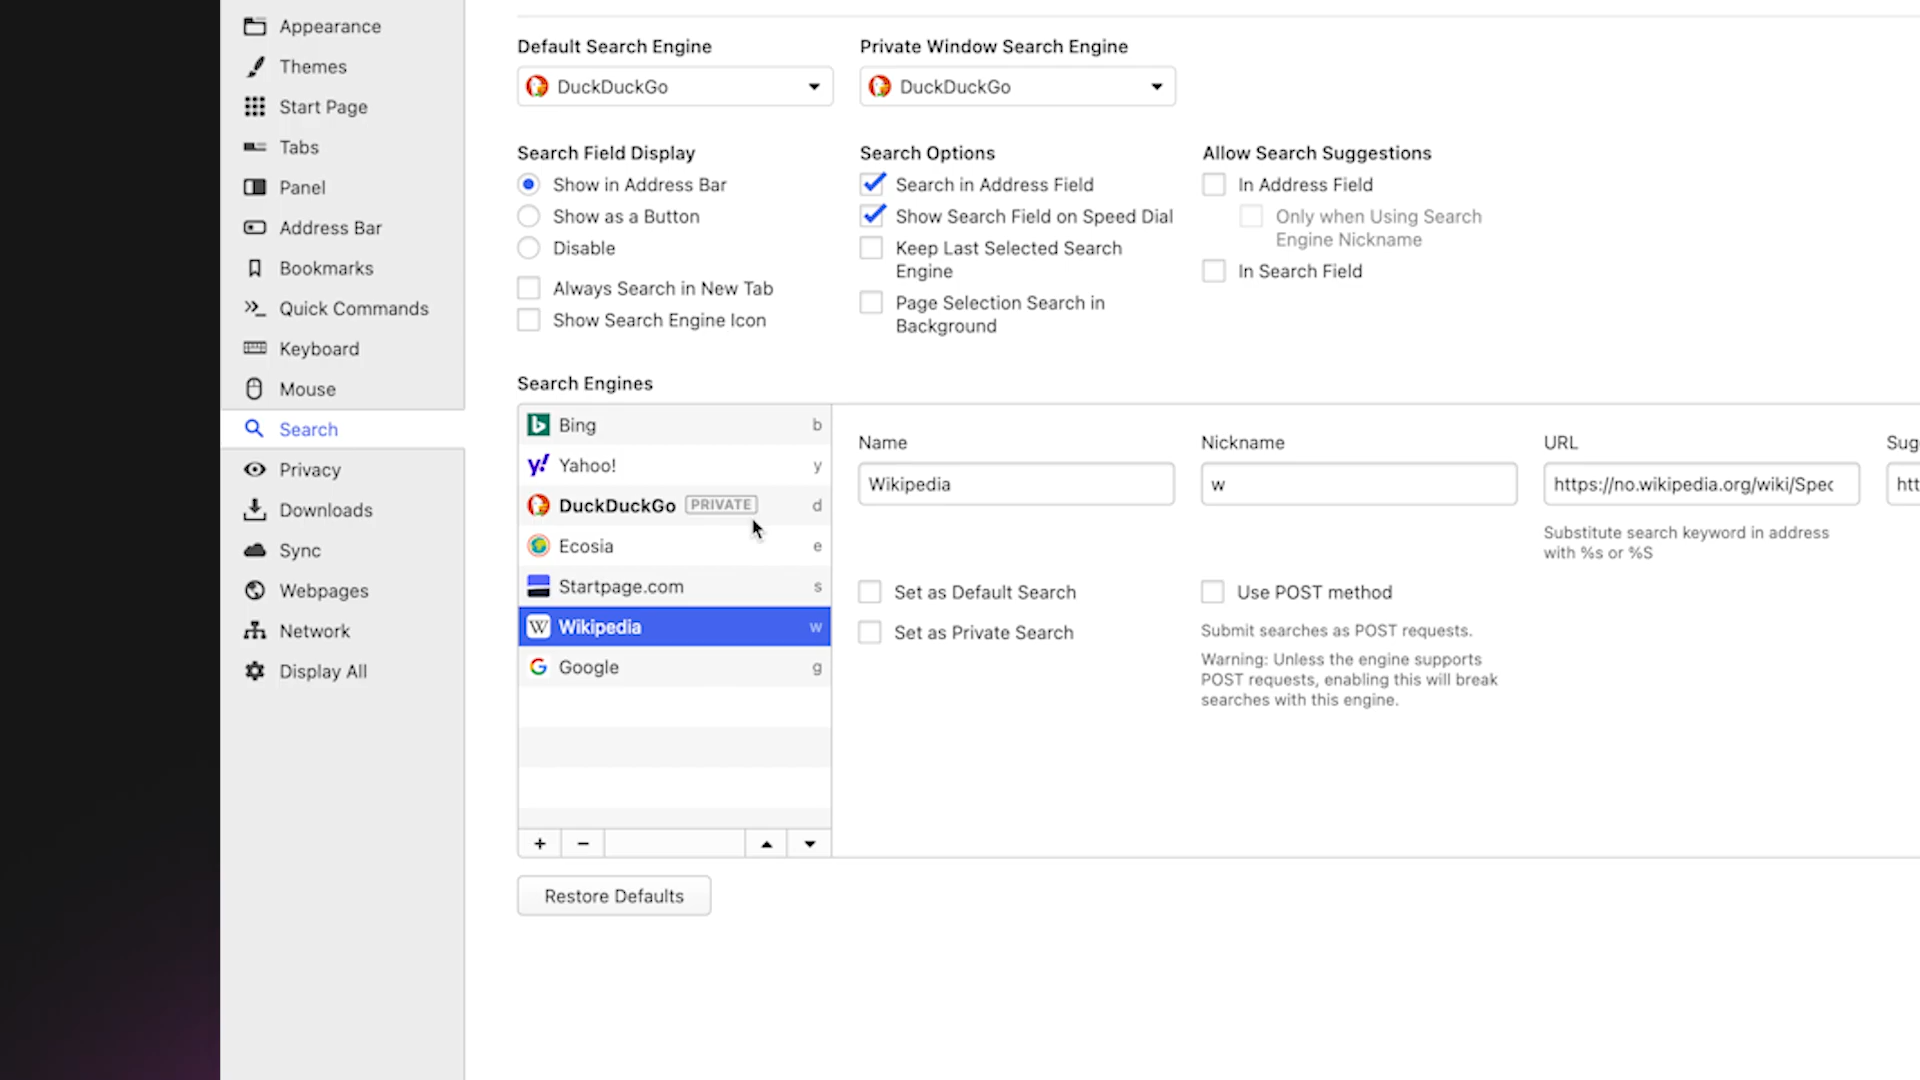 Appearance
Themes
Start Page
Tabs
Panel
Address Bar
Bookmarks
Quick Commands
Keyboard
Mouse
Search
Privacy
Downloads
Sync
Webpages
Network
Display All
Default Search Engine
DuckDuckGo
Private Window Search Engine
DuckDuckGo
Search Field Display
Show in Address Bar
Show as a Button
Disable
Always Search in New Tab
Show Search Engine Icon
Search Options
Search in Address Field
Show Search Field on Speed Dial
Keep Last Selected Search
Engine
Page Selection Search in
Background
Allow Search Suggestions
In Address Field
Only when Using Search
Engine Nickname
In Search Field
Search Engines
Bing b
Yahoo! y
DuckDuckGo PRIVATE d
Ecosia e
Startpage.com s
Wikipedia w
Google g
+ −
Restore Defaults
Name
Wikipedia
Nickname
w
URL
https://no.wikipedia.org/wiki/Spec
Substitute search keyword in address
with %s or %S
Sug
htt
Set as Default Search
Set as Private Search
Use POST method
Submit searches as POST requests.
Warning: Unless the engine supports
POST requests, enabling this will break
searches with this engine.